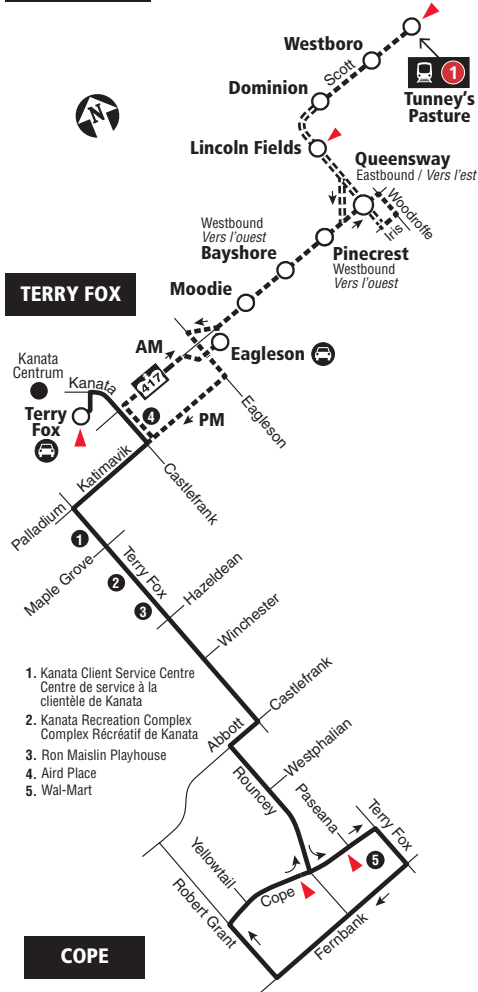 Westboro
Scott
1
Dominion
Tunney's
Pasture
N
Lincoln Fields
Queensway
Eastbound / Vers l'est
Woodroffe
Iris
Westbound
Vers l'ouest
Bayshore
Pinecrest
Westbound
Vers l'ouest
TERRY FOX
Moodie
AM
Eagleson
Kanata
Centrum
Kanata
417
Terry
Fox
4
PM
Eagleson
Katimavik
Castlefrank
Palladium
1
Maple Grove
2
Terry Fox
3
Hazeldean
Winchester
1. Kanata Client Service Centre
Centre de service à la
clientèle de Kanata
2. Kanata Recreation Complex
Complex Récréatif de Kanata
3. Ron Maislin Playhouse
4. Aird Place
5. Wal-Mart
Castlefrank
Abbott
Westphalian
Rouncey
Paseana
Terry Fox
5
Yellowtail
Cope
Robert Grant
Fernbank
COPE